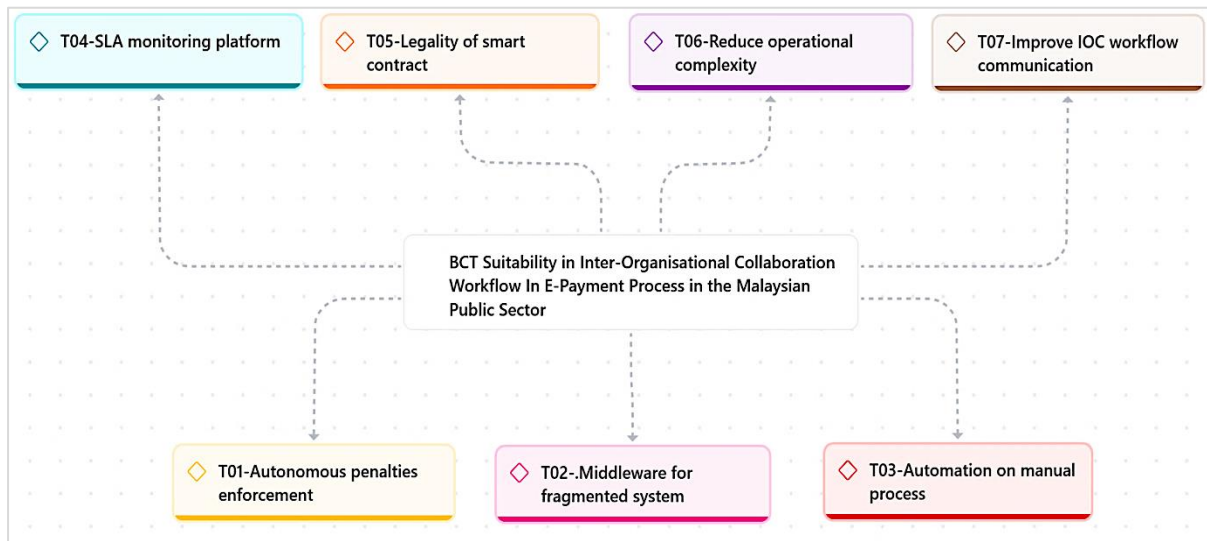 T04-SLA monitoring platform
T05-Legality of smart
contract
T06-Reduce operational
complexity
T07-Improve IOC workflow
communication
BCT Suitability in Inter-Organisational Collaboration
Workflow In E-Payment Process in the Malaysian
Public Sector
T01-Autonomous penalties
enforcement
T02-.Middleware for
fragmented system
T03-Automation on manual
process